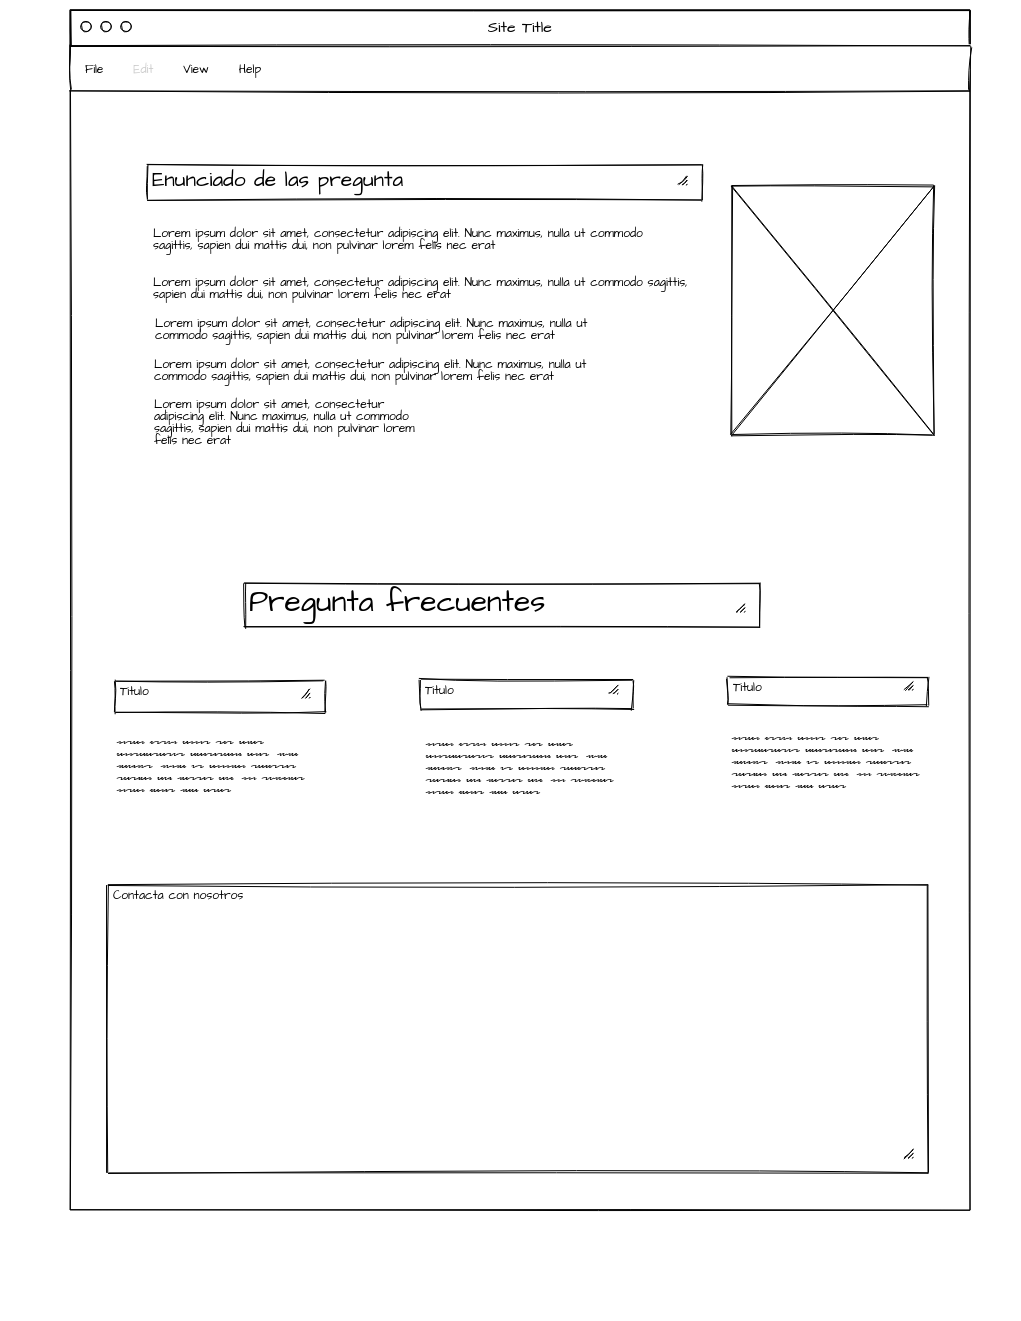 Site Title
File Edit View Help
Enunciado de las pregunta
Lorem ipsum dolor sit amet, consectetur adipiscing elit. Nunc maximus, nulla ut commodo
sagittis, sapien dui mattis dui, non pulvinar lorem felis nec erat
Lorem ipsum dolor sit amet, consectetur adipiscing elit. Nunc maximus, nulla ut commodo sagittis,
sapien dui mattis dui, non pulvinar lorem felis nec erat
Lorem ipsum dolor sit amet, consectetur adipiscing elit. Nunc maximus, nulla ut
commodo sagittis, sapien dui mattis dui, non pulvinar lorem felis nec erat
Lorem ipsum dolor sit amet, consectetur adipiscing elit. Nunc maximus, nulla ut
commodo sagittis, sapien dui mattis dui, non pulvinar lorem felis nec erat
Lorem ipsum dolor sit amet, consectetur
adipiscing elit. Nunc maximus, nulla ut commodo
sagittis, sapien dui mattis dui, non pulvinar lorem
felis nec erat
Pregunta frecuentes
Titulo
Titulo
Titulo
Contacta con nosotros